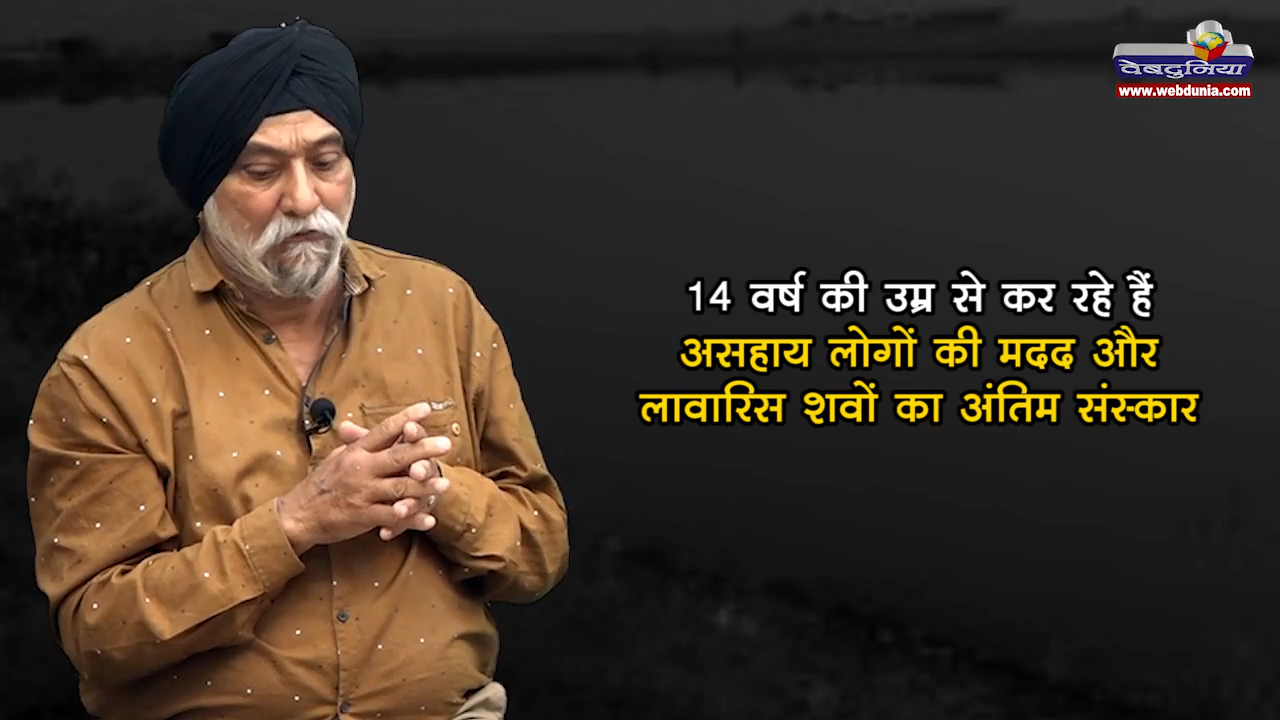 वेबदुनिया
www.webdunia.com
14 वर्ष की उम्र से कर रहे हैं
असहाय लोगों की मदद और
लावारिस शवों का अंतिम संस्कार